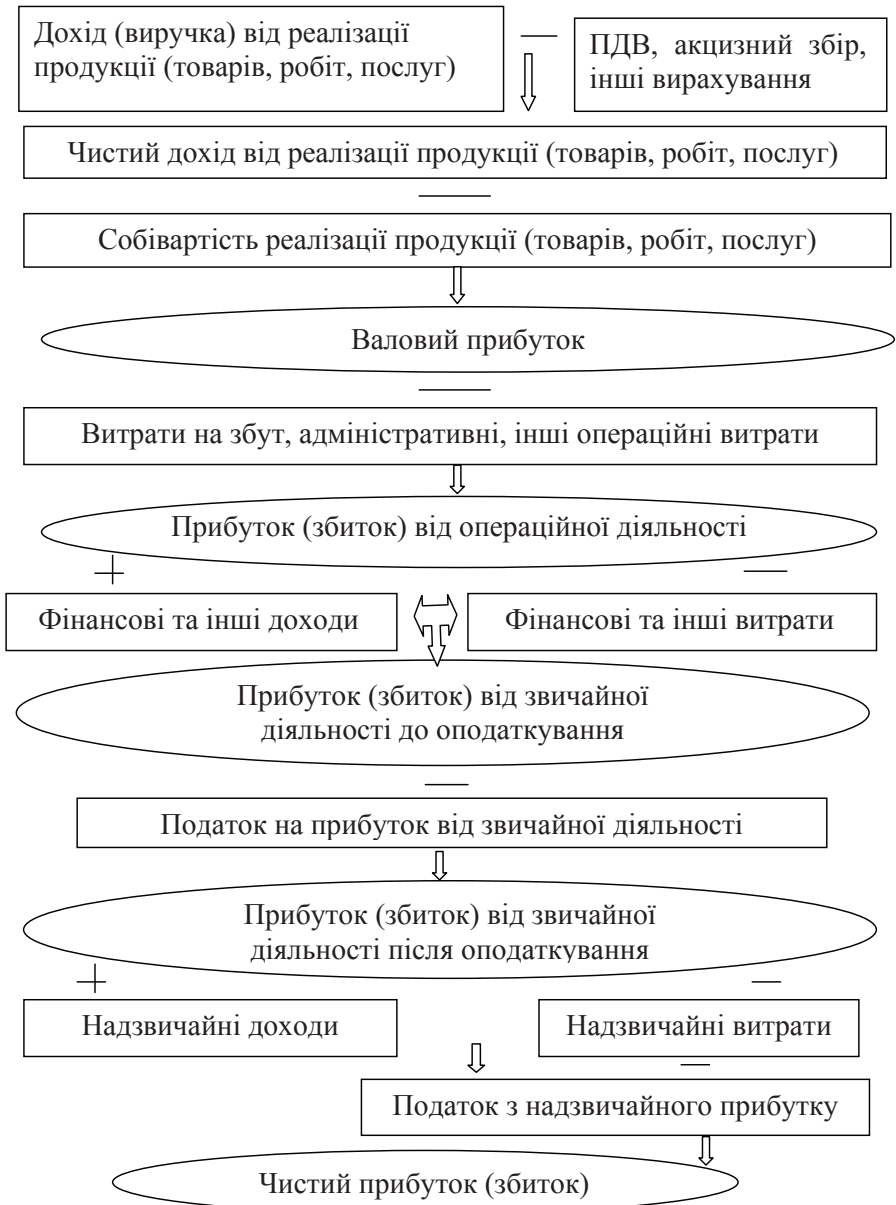 Дохід (виручка) від реалізації
продукції (товарів, робіт, послуг)
ПДВ, акцизний збір,
інші вирахування
Чистий дохід від реалізації продукції (товарів, робіт, послуг)
Собівартість реалізації продукції (товарів, робіт, послуг)
Валовий прибуток
Витрати на збут, адміністративні, інші операційні витрати
Прибуток (збиток) від операційної діяльності
Фінансові та інші доходи
Фінансові та інші витрати
Прибуток (збиток) від звичайної
діяльності до оподаткування
Податок на прибуток від звичайної діяльності
Прибуток (збиток) від звичайної
діяльності після оподаткування
Надзвичайні доходи
Надзвичайні витрати
Податок з надзвичайного прибутку
Чистий прибуток (збиток)